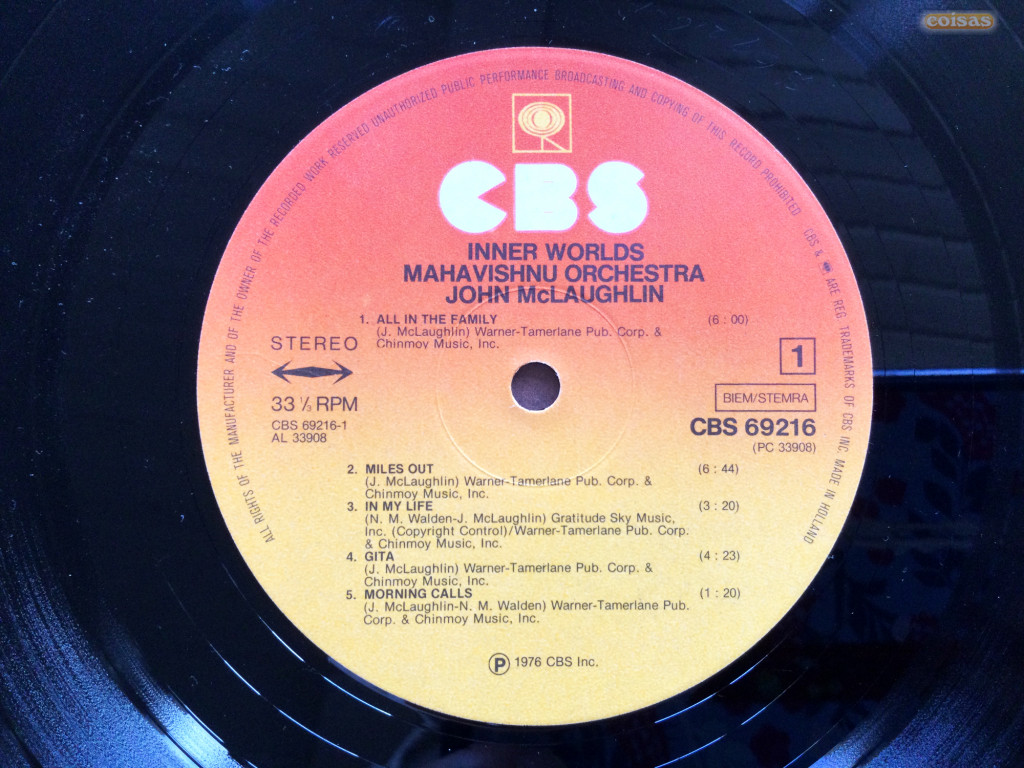 coisas
ALL RIGHTS OF THE MANUFACTURER AND OF THE OWNER OF THE RECORDED WORK RESERVED UNAUTHORIZED PUBLIC PERFORMANCE BROADCASTING AND COPYING OF THIS RECORD PROHIBITED
CBS & ARE REG. TRADEMARKS OF CBS INC. MADE IN HOLLAND
CBS
INNER WORLDS
MAHAVISHNU ORCHESTRA
JOHN McLAUGHLIN
1. ALL IN THE FAMILY (6 : 00)
(J. McLaughlin) Warner-Tamerlane Pub. Corp. &
Chinmoy Music, Inc.
STEREO
33 ⅓ RPM
CBS 69216-1
AL 33908
1
BIEM/STEMRA
CBS 69216
(PC 33908)
2. MILES OUT (6 : 44)
(J. McLaughlin) Warner-Tamerlane Pub. Corp. &
Chinmoy Music, Inc.
3. IN MY LIFE (3 : 20)
(N. M. Walden-J. McLaughlin) Gratitude Sky Music,
Inc. (Copyright Control)/Warner-Tamerlane Pub. Corp.
& Chinmoy Music, Inc.
4. GITA (4 : 23)
(J. McLaughlin) Warner-Tamerlane Pub. Corp. &
Chinmoy Music, Inc.
5. MORNING CALLS (1 : 20)
(J. McLaughlin-N. M. Walden) Warner-Tamerlane Pub.
Corp. & Chinmoy Music, Inc.
Ⓟ 1976 CBS Inc.